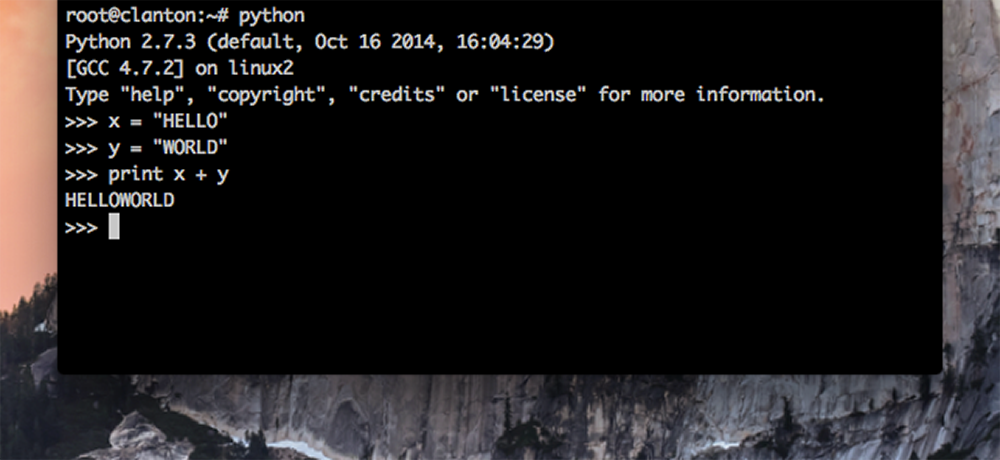 root@clanton:~# python
Python 2.7.3 (default, Oct 16 2014, 16:04:29)
[GCC 4.7.2] on linux2
Type "help", "copyright", "credits" or "license" for more information.
>>> x = "HELLO"
>>> y = "WORLD"
>>> print x + y
HELLOWORLD
>>>